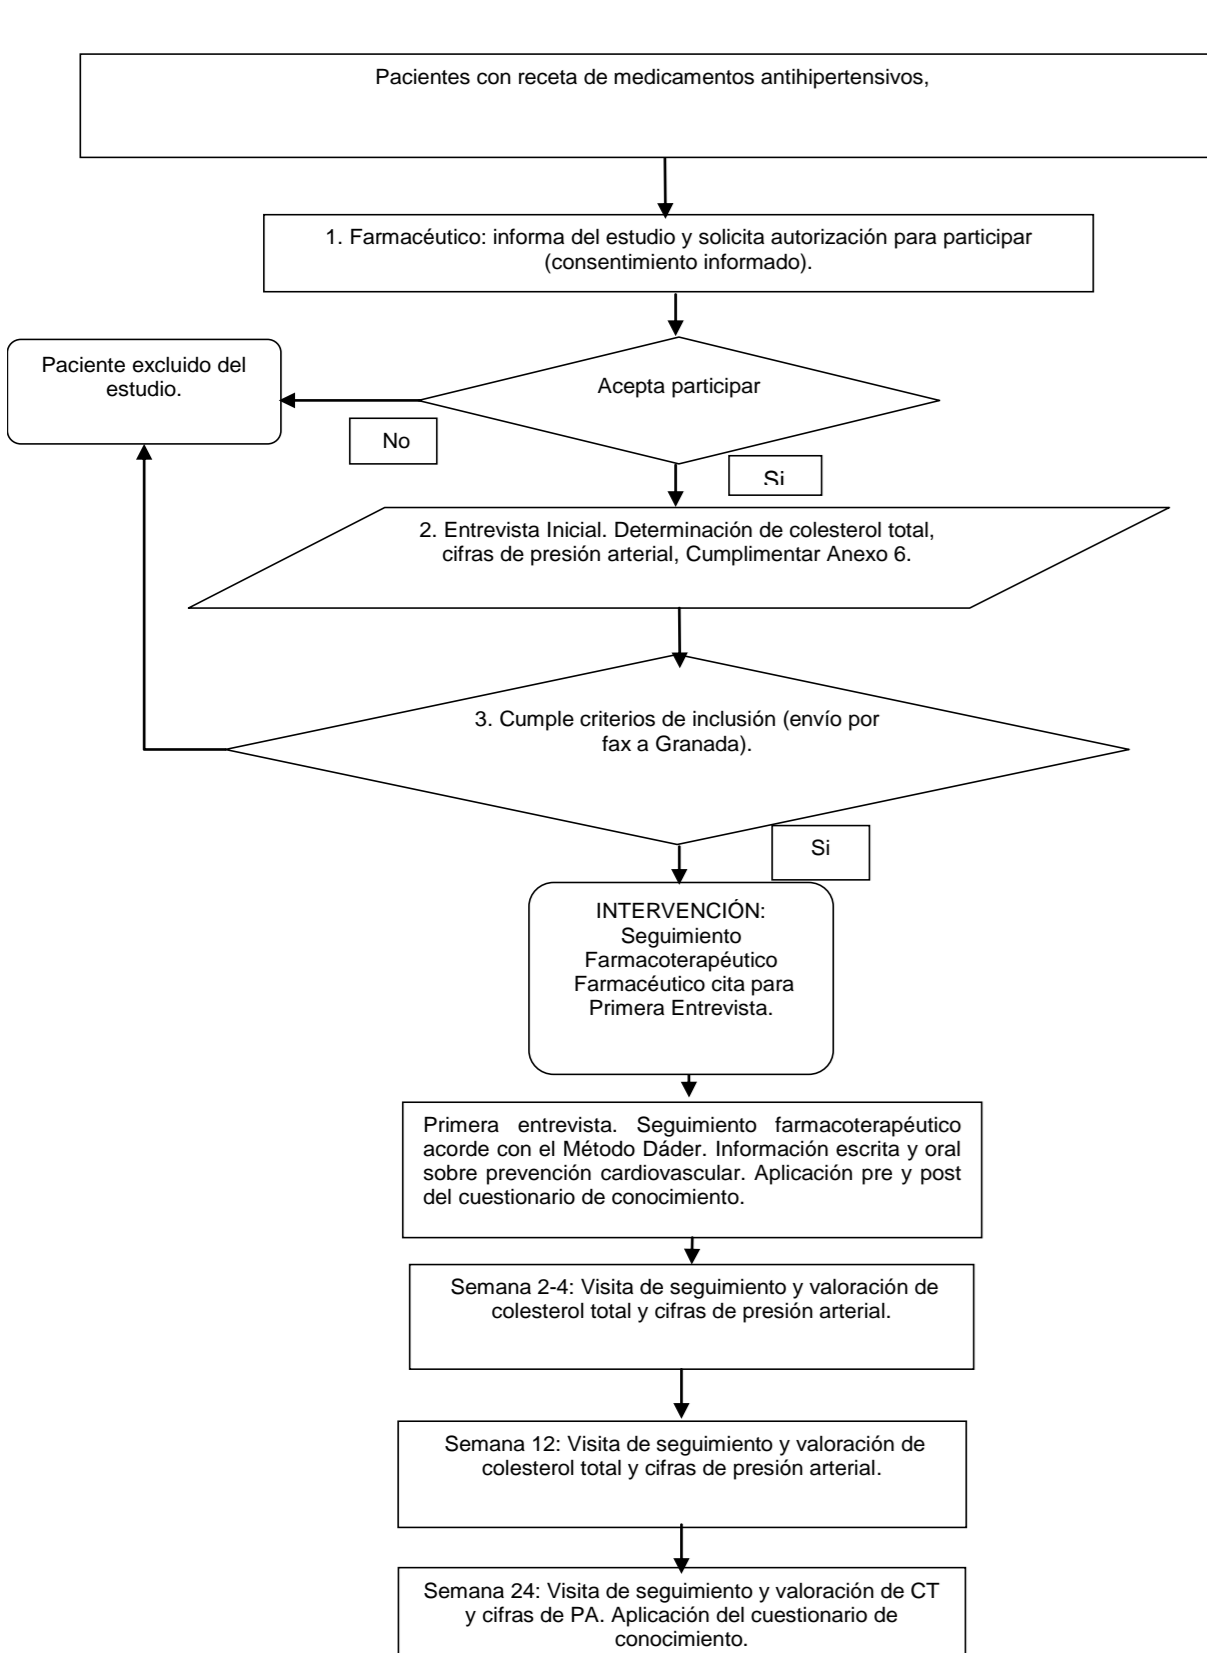 Pacientes con receta de medicamentos antihipertensivos,
1. Farmacéutico: informa del estudio y solicita autorización para participar
(consentimiento informado).
Paciente excluido del
estudio.
Acepta participar
No
Si
2. Entrevista Inicial. Determinación de colesterol total,
cifras de presión arterial, Cumplimentar Anexo 6.
3. Cumple criterios de inclusión (envío por
fax a Granada).
Si
INTERVENCIÓN:
Seguimiento
Farmacoterapéutico
Farmacéutico cita para
Primera Entrevista.
Primera entrevista. Seguimiento farmacoterapéutico
acorde con el Método Dáder. Información escrita y oral
sobre prevención cardiovascular. Aplicación pre y post
del cuestionario de conocimiento.
Semana 2-4: Visita de seguimiento y valoración de
colesterol total y cifras de presión arterial.
Semana 12: Visita de seguimiento y valoración de
colesterol total y cifras de presión arterial.
Semana 24: Visita de seguimiento y valoración de CT
y cifras de PA. Aplicación del cuestionario de
conocimiento.